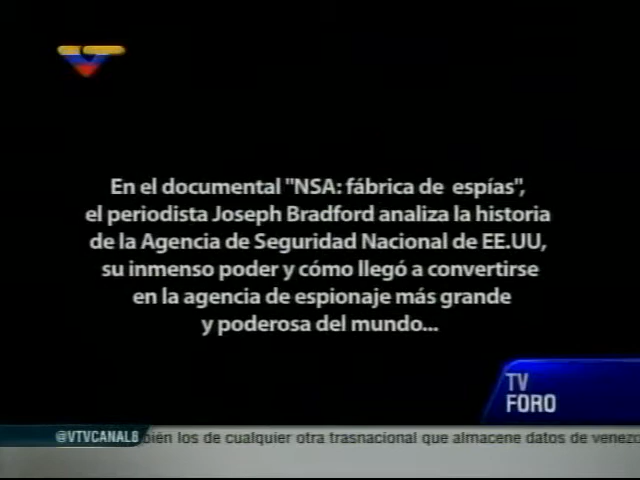 En el documental "NSA: fábrica de espías",
el periodista Joseph Bradford analiza la historia
de la Agencia de Seguridad Nacional de EE.UU,
su inmenso poder y cómo llegó a convertirse
en la agencia de espionaje más grande
y poderosa del mundo...
TV
FORO
@VTVCANAL8 bién los de cualquier otra trasnacional que almacene datos de venezo